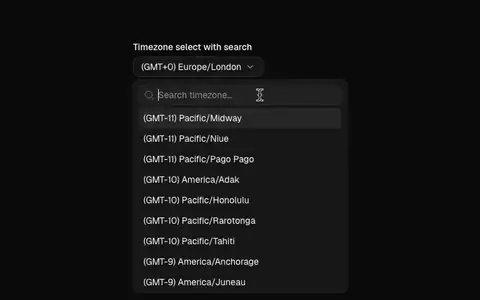 Timezone select with search
(GMT+0) Europe/London
Search timezone...
(GMT-11) Pacific/Midway
(GMT-11) Pacific/Niue
(GMT-11) Pacific/Pago Pago
(GMT-10) America/Adak
(GMT-10) Pacific/Honolulu
(GMT-10) Pacific/Rarotonga
(GMT-10) Pacific/Tahiti
(GMT-9) America/Anchorage
(GMT-9) America/Juneau